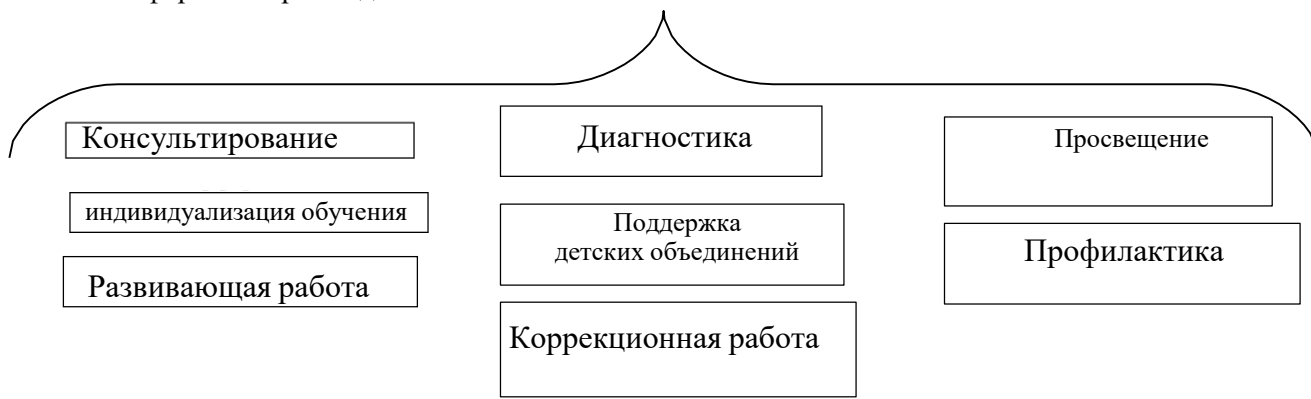 Консультирование
индивидуализация обучения
Развивающая работа
Диагностика
Поддержка
детских объединений
Коррекционная работа
Просвещение
Профилактика